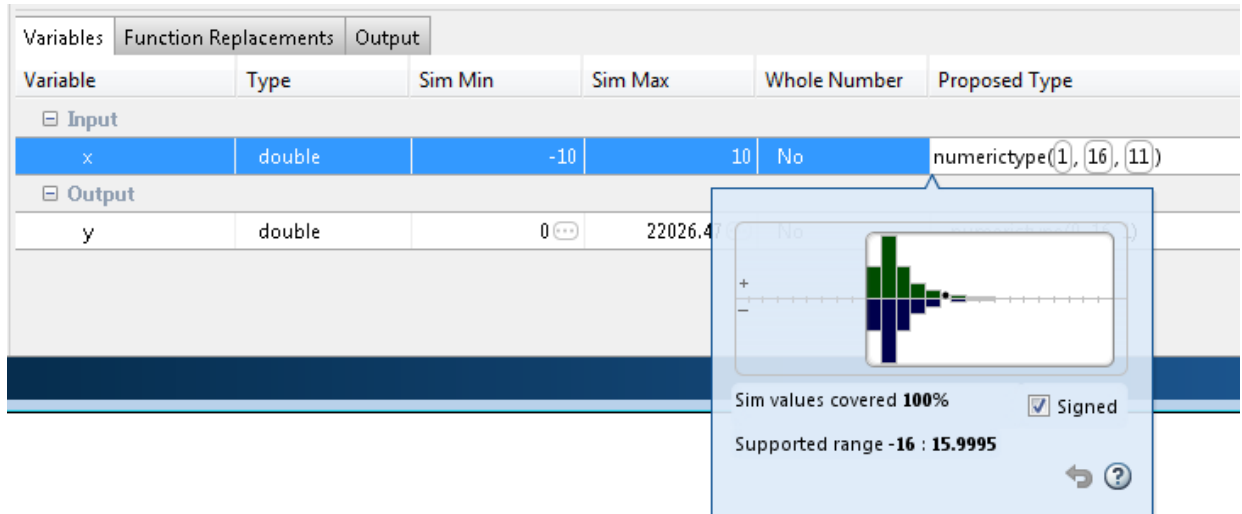 Variables Function Replacements Output
Variable Type Sim Min Sim Max Whole Number Proposed Type
Input
x double -10 10 No numerictype(1, 16, 11)
Output
y double 0 22026.47 No
+
−
Sim values covered 100% Signed
Supported range -16 : 15.9995
?